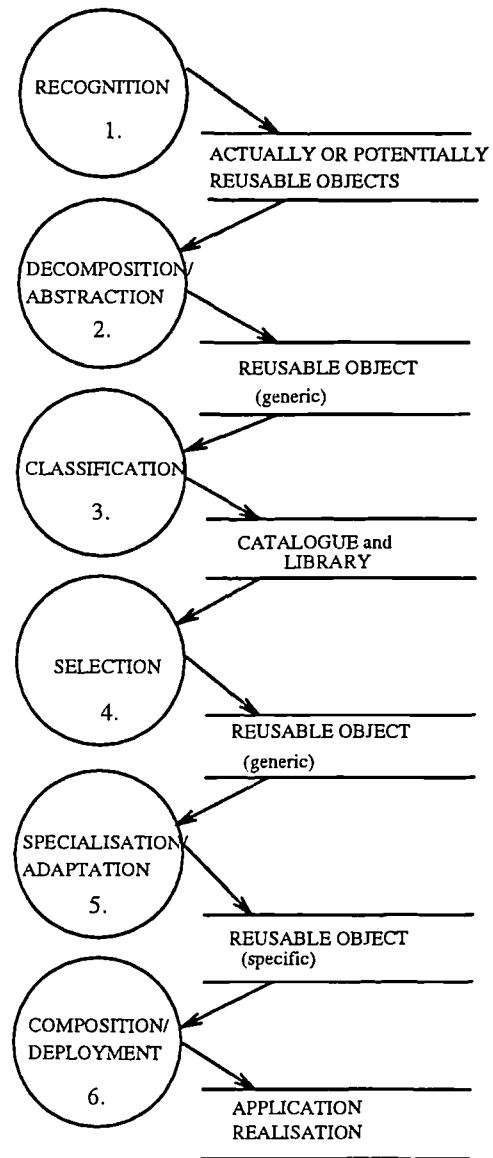 RECOGNITION
1.
ACTUALLY OR POTENTIALLY
REUSABLE OBJECTS
DECOMPOSITION/
ABSTRACTION
2.
REUSABLE OBJECT
(generic)
CLASSIFICATION
3.
CATALOGUE and
LIBRARY
SELECTION
4.
REUSABLE OBJECT
(generic)
SPECIALISATION/
ADAPTATION
5.
REUSABLE OBJECT
(specific)
COMPOSITION/
DEPLOYMENT
6.
APPLICATION
REALISATION